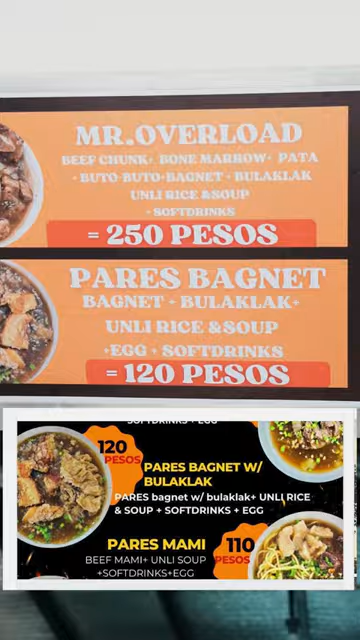 MR.OVERLOAD
BEEF CHUNK+ BONE MARROW+ PATA
+ BUTO-BUTO+BAGNET + BULAKLAK
UNLI RICE &SOUP
+ SOFTDRINKS
= 250 PESOS
PARES BAGNET
BAGNET + BULAKLAK+
UNLI RICE &SOUP
+EGG + SOFTDRINKS
= 120 PESOS
SOFTDRINKS + EGG
120
PESOS
PARES BAGNET W/
BULAKLAK
PARES bagnet w/ bulaklak+ UNLI RICE
& SOUP + SOFTDRINKS + EGG
PARES MAMI
110
PESOS
BEEF MAMI+ UNLI SOUP
+SOFTDRINKS+EGG